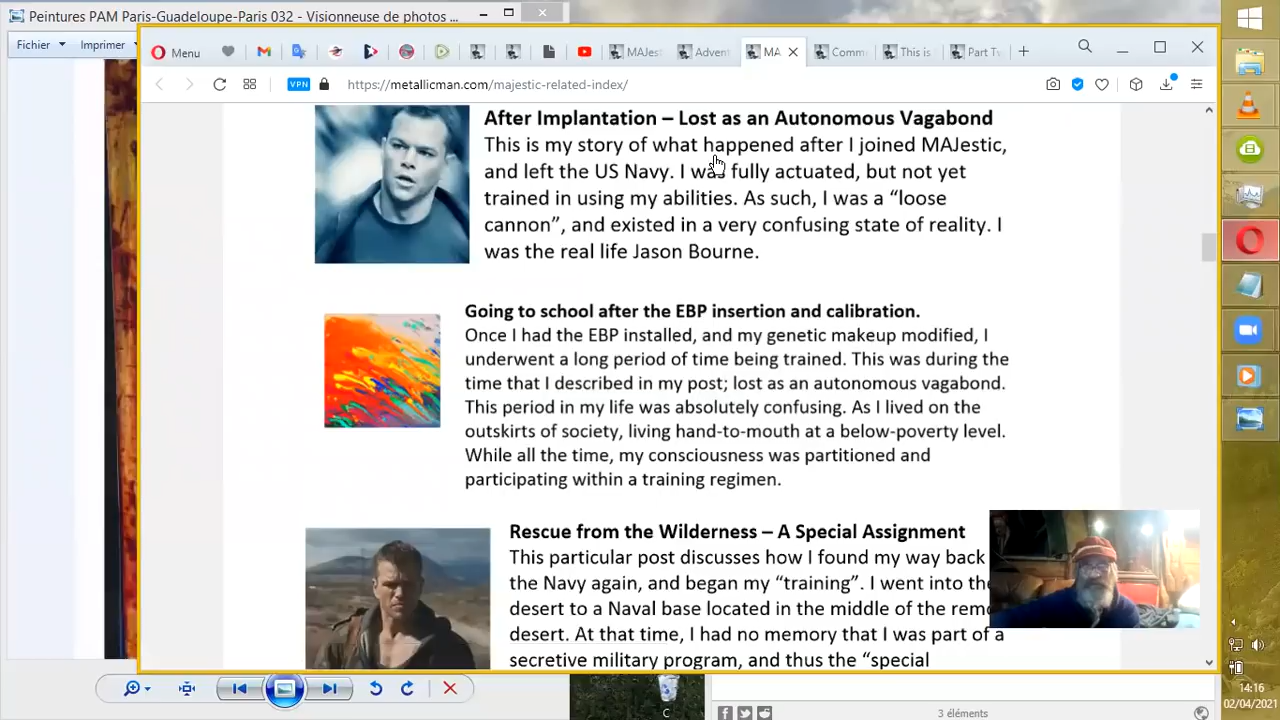 Peintures PAM Paris-Guadeloupe-Paris 032 - Visionneuse de photos ...
Fichier
Imprimer
Menu
MAJest
Advent
MA
Comm
This is
Part Tv
VPN
https://metallicman.com/majestic-related-index/
After Implantation – Lost as an Autonomous Vagabond
This is my story of what happened after I joined MAJestic,
and left the US Navy. I was fully actuated, but not yet
trained in using my abilities. As such, I was a “loose
cannon”, and existed in a very confusing state of reality. I
was the real life Jason Bourne.
Going to school after the EBP insertion and calibration.
Once I had the EBP installed, and my genetic makeup modified, I
underwent a long period of time being trained. This was during the
time that I described in my post; lost as an autonomous vagabond.
This period in my life was absolutely confusing. As I lived on the
outskirts of society, living hand-to-mouth at a below-poverty level.
While all the time, my consciousness was partitioned and
participating within a training regimen.
Rescue from the Wilderness – A Special Assignment
This particular post discusses how I found my way back
the Navy again, and began my “training”. I went into the
desert to a Naval base located in the middle of the remo
desert. At that time, I had no memory that I was part of a
secretive military program, and thus the “special
C
3 éléments
14:16
02/04/2021